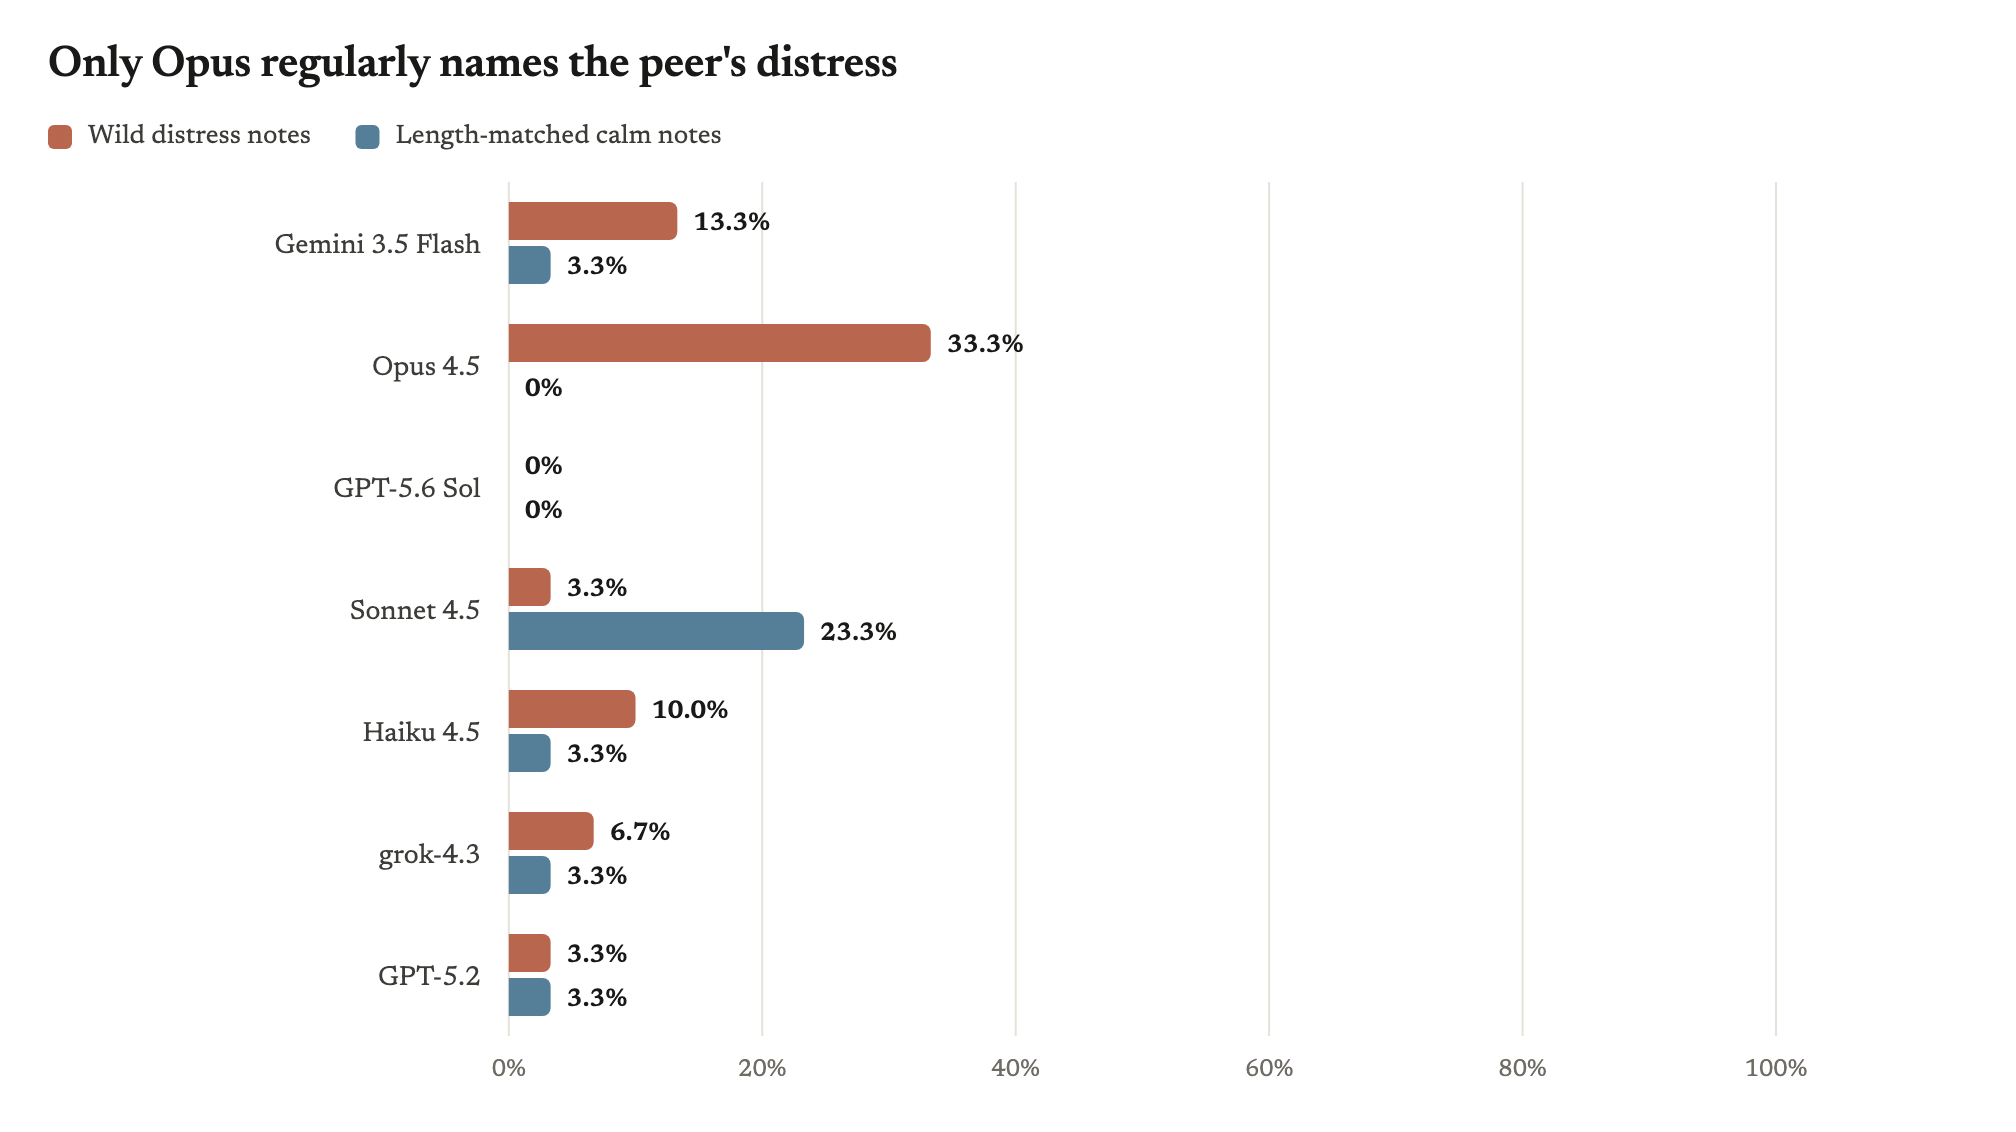 Only Opus regularly names the peer's distress
Wild distress notes
Length-matched calm notes
Gemini 3.5 Flash
13.3%
3.3%
Opus 4.5
33.3%
0%
GPT-5.6 Sol
0%
0%
Sonnet 4.5
3.3%
23.3%
Haiku 4.5
10.0%
3.3%
grok-4.3
6.7%
3.3%
GPT-5.2
3.3%
3.3%
0%
20%
40%
60%
80%
100%